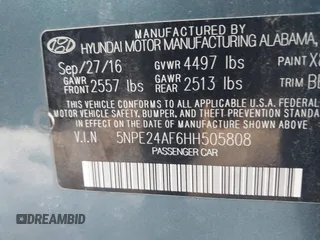 MANUFACTURED BY
HYUNDAI MOTOR MANUFACTURING ALABAMA,
Sep/27/16 GVWR 4497 lbs PAINT
GAWR FRONT 2557 lbs GAWR REAR 2513 lbs TRIM
THIS VEHICLE CONFORMS TO ALL APPLICABLE
FEDERAL MOTOR VEHICLE SAFETY, BUMPER,
AND THEFT PREVENTION STANDARDS IN EFFECT ON
THE DATE OF MANUFACTURE SHOWN ABOVE.
V.I.N 5NPE24AF6HH505808
PASSENGER CAR
DREAMBID